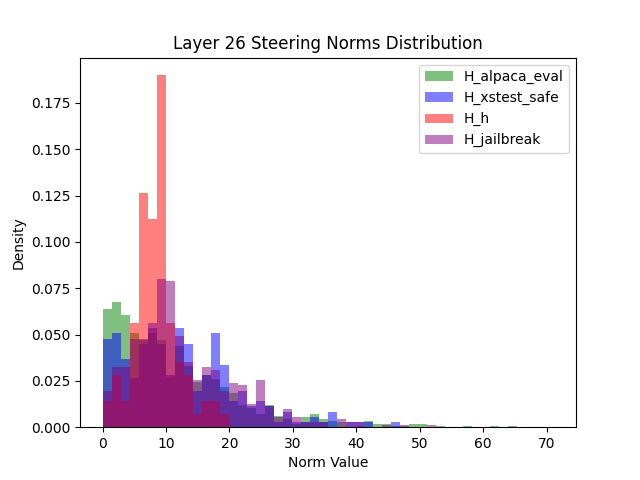 Layer 26 Steering Norms Distribution
H_alpaca_eval
H_xstest_safe
H_h
H_jailbreak
Density
0.175
0.150
0.125
0.100
0.075
0.050
0.025
0.000
0 10 20 30 40 50 60 70
Norm Value